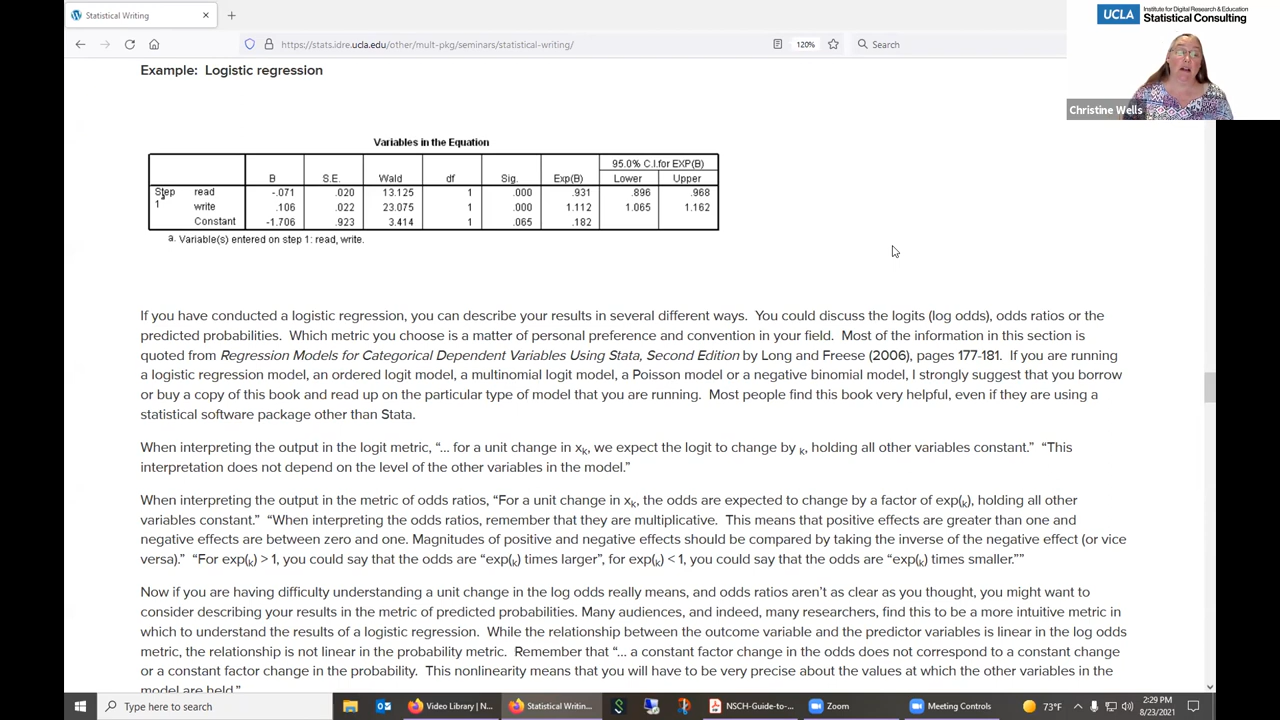 Statistical Writing
https://stats.idre.ucla.edu/other/mult-pkg/seminars/statistical-writing/
120%
Search
UCLA
Institute for Digital Research & Education
Statistical Consulting
Christine Wells
Example: Logistic regression
Variables in the Equation
95.0% C.I.for EXP(B)
B S.E. Wald df Sig. Exp(B) Lower Upper
Step 1a read -.071 .020 13.125 1 .000 .931 .896 .968
write .106 .022 23.075 1 .000 1.112 1.065 1.162
Constant -1.706 .923 3.414 1 .065 .182
a. Variable(s) entered on step 1: read, write.
If you have conducted a logistic regression, you can describe your results in several different ways. You could discuss the logits (log odds), odds ratios or the
predicted probabilities. Which metric you choose is a matter of personal preference and convention in your field. Most of the information in this section is
quoted from Regression Models for Categorical Dependent Variables Using Stata, Second Edition by Long and Freese (2006), pages 177-181. If you are running
a logistic regression model, an ordered logit model, a multinomial logit model, a Poisson model or a negative binomial model, I strongly suggest that you borrow
or buy a copy of this book and read up on the particular type of model that you are running. Most people find this book very helpful, even if they are using a
statistical software package other than Stata.
When interpreting the output in the logit metric, “... for a unit change in xk, we expect the logit to change by k, holding all other variables constant.” “This
interpretation does not depend on the level of the other variables in the model.”
When interpreting the output in the metric of odds ratios, “For a unit change in xk, the odds are expected to change by a factor of exp(k), holding all other
variables constant.” “When interpreting the odds ratios, remember that they are multiplicative. This means that positive effects are greater than one and
negative effects are between zero and one. Magnitudes of positive and negative effects should be compared by taking the inverse of the negative effect (or vice
versa).” “For exp(k) > 1, you could say that the odds are “exp(k) times larger”, for exp(k) < 1, you could say that the odds are “exp(k) times smaller.””
Now if you are having difficulty understanding a unit change in the log odds really means, and odds ratios aren’t as clear as you thought, you might want to
consider describing your results in the metric of predicted probabilities. Many audiences, and indeed, many researchers, find this to be a more intuitive metric in
which to understand the results of a logistic regression. While the relationship between the outcome variable and the predictor variables is linear in the log odds
metric, the relationship is not linear in the probability metric. Remember that “... a constant factor change in the odds does not correspond to a constant change
or a constant factor change in the probability. This nonlinearity means that you will have to be very precise about the values at which the other variables in the
model are held.”
Type here to search
Video Library | N...
Statistical Writin...
NSCH-Guide-to-...
Zoom
Meeting Controls
73°F
2:29 PM
8/23/2021